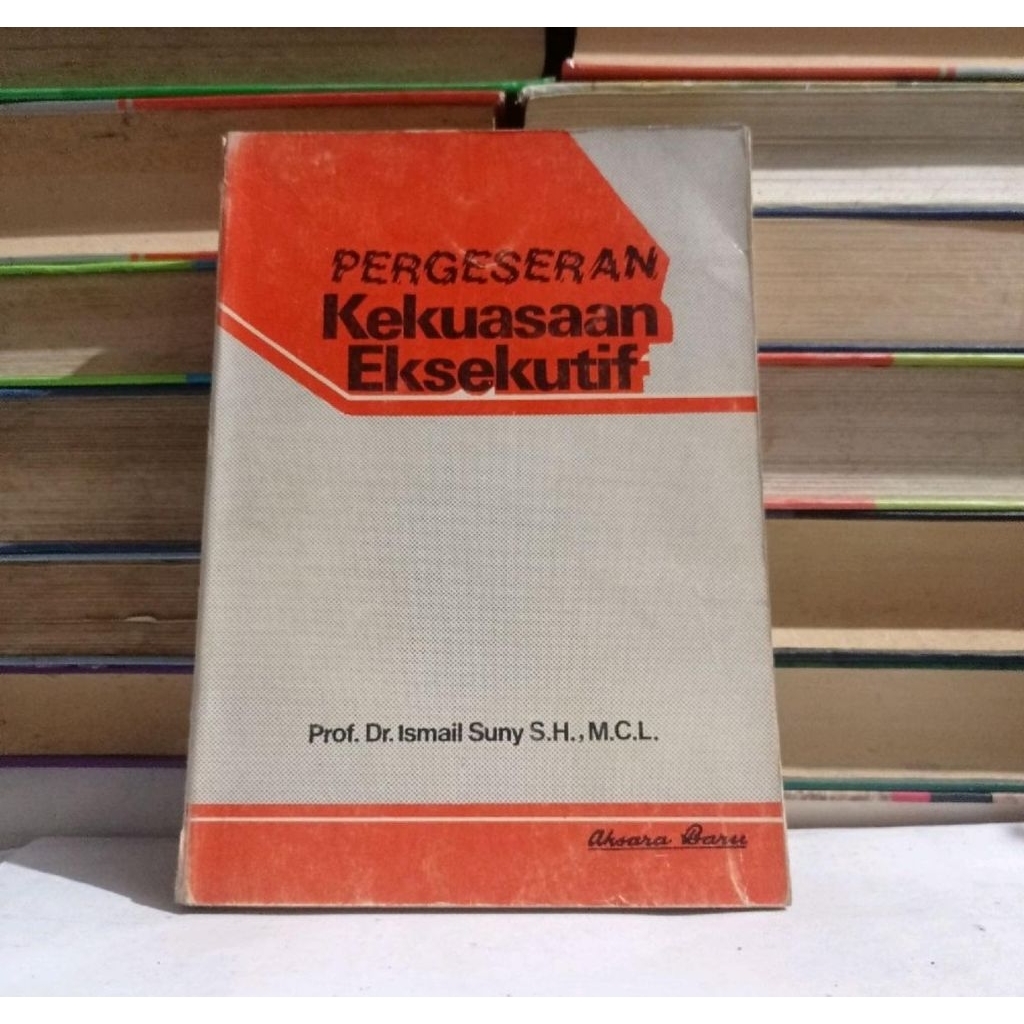 PERGESERAN
Kekuasaan
Eksekutif
Prof. Dr. Ismail Suny S.H., M.C.L.
Aksara Baru